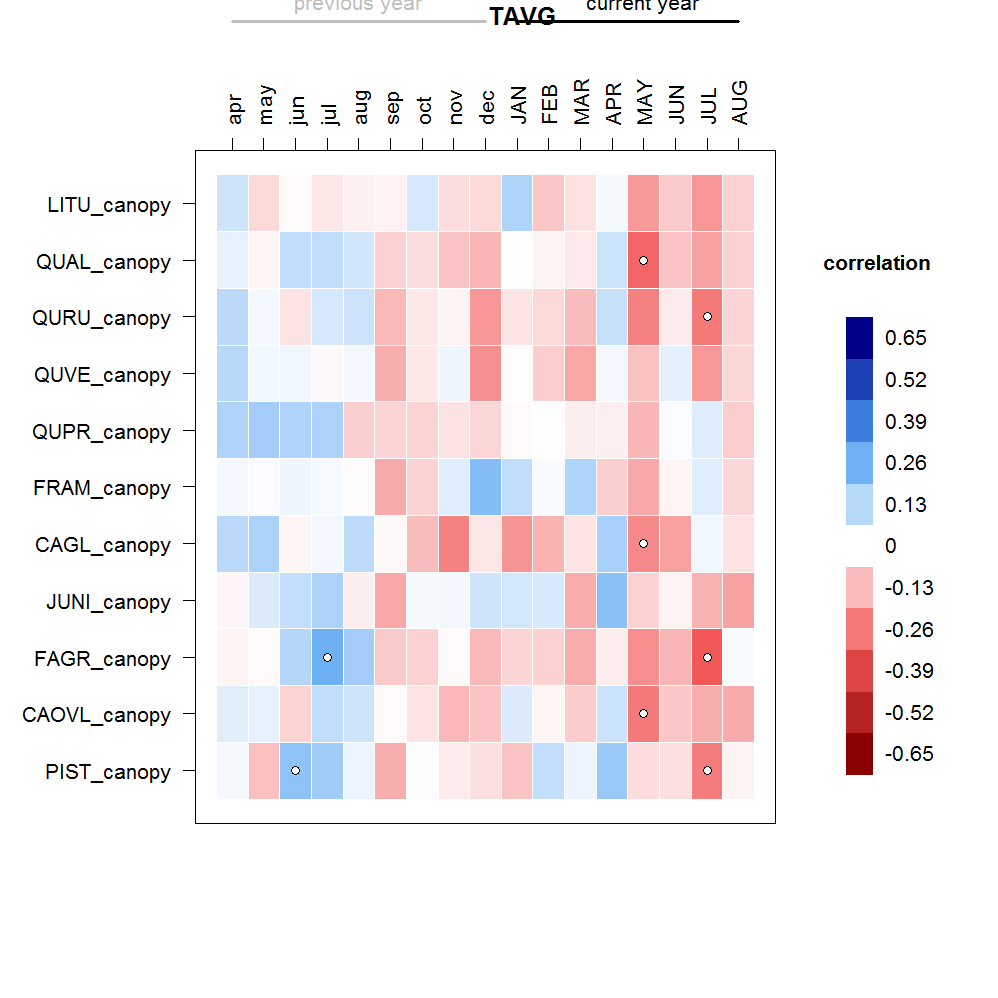 previous year
current year
TAVG
apr
may
jun
jul
aug
sep
oct
nov
dec
JAN
FEB
MAR
APR
MAY
JUN
JUL
AUG
LITU_canopy
QUAL_canopy
QURU_canopy
QUVE_canopy
QUPR_canopy
FRAM_canopy
CAGL_canopy
JUNI_canopy
FAGR_canopy
CAOVL_canopy
PIST_canopy
correlation
0.65
0.52
0.39
0.26
0.13
0
-0.13
-0.26
-0.39
-0.52
-0.65